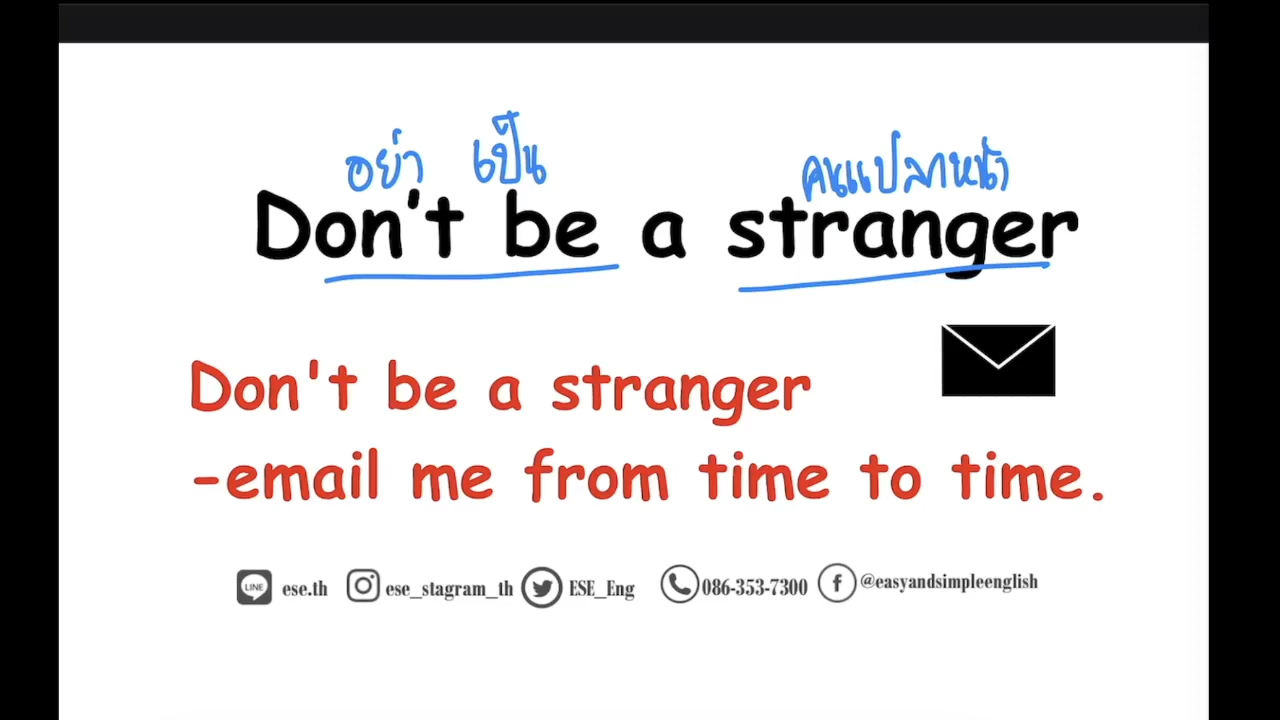 อย่า เป็น คนแปลกหน้า
Don't be a stranger
Don't be a stranger
-email me from time to time.
LINE ese.th ese_stagram_th ESE_Eng 086-353-7300 @easyandsimpleenglish